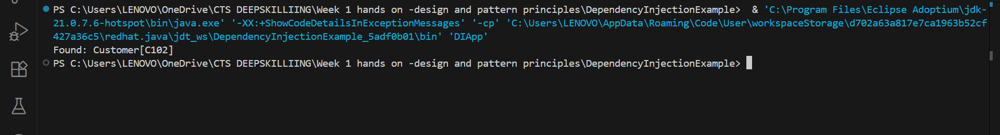 PS C:\Users\LENOVO\OneDrive\CTS DEEPSKILLIING\Week 1 hands on -design and pattern principles\DependencyInjectionExample>  & 'C:\Program Files\Eclipse Adoptium\jdk-
21.0.7.6-hotspot\bin\java.exe' '-XX:+ShowCodeDetailsInExceptionMessages' '-cp' 'C:\Users\LENOVO\AppData\Roaming\Code\User\workspaceStorage\d702a63a817e7ca1963b52cf
427a36c5\redhat.java\jdt_ws\DependencyInjectionExample_5adf0b01\bin' 'DIApp'
Found: Customer[C102]
PS C:\Users\LENOVO\OneDrive\CTS DEEPSKILLIING\Week 1 hands on -design and pattern principles\DependencyInjectionExample>